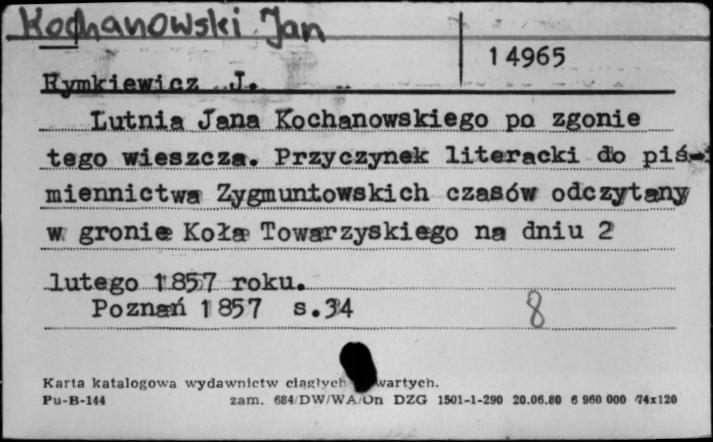 Kochanowski Jan
14965
Rymkiewicz J.
Lutnia Jana Kochanowskiego po zgonie
tego wieszcza. Przyczynek literacki do piś-
miennictwa Zygmuntowskich czasów odczytany
w gronie Koła Towarzyskiego na dniu 2
lutego 1857 roku.
Poznań 1857 s.34
8
Karta katalogowa wydawnictw ciągłych wartych.
Pu-B-144 zam. 684/DW/WA/On DZG 1501-1-290 20.06.80 6 960 000 74x120